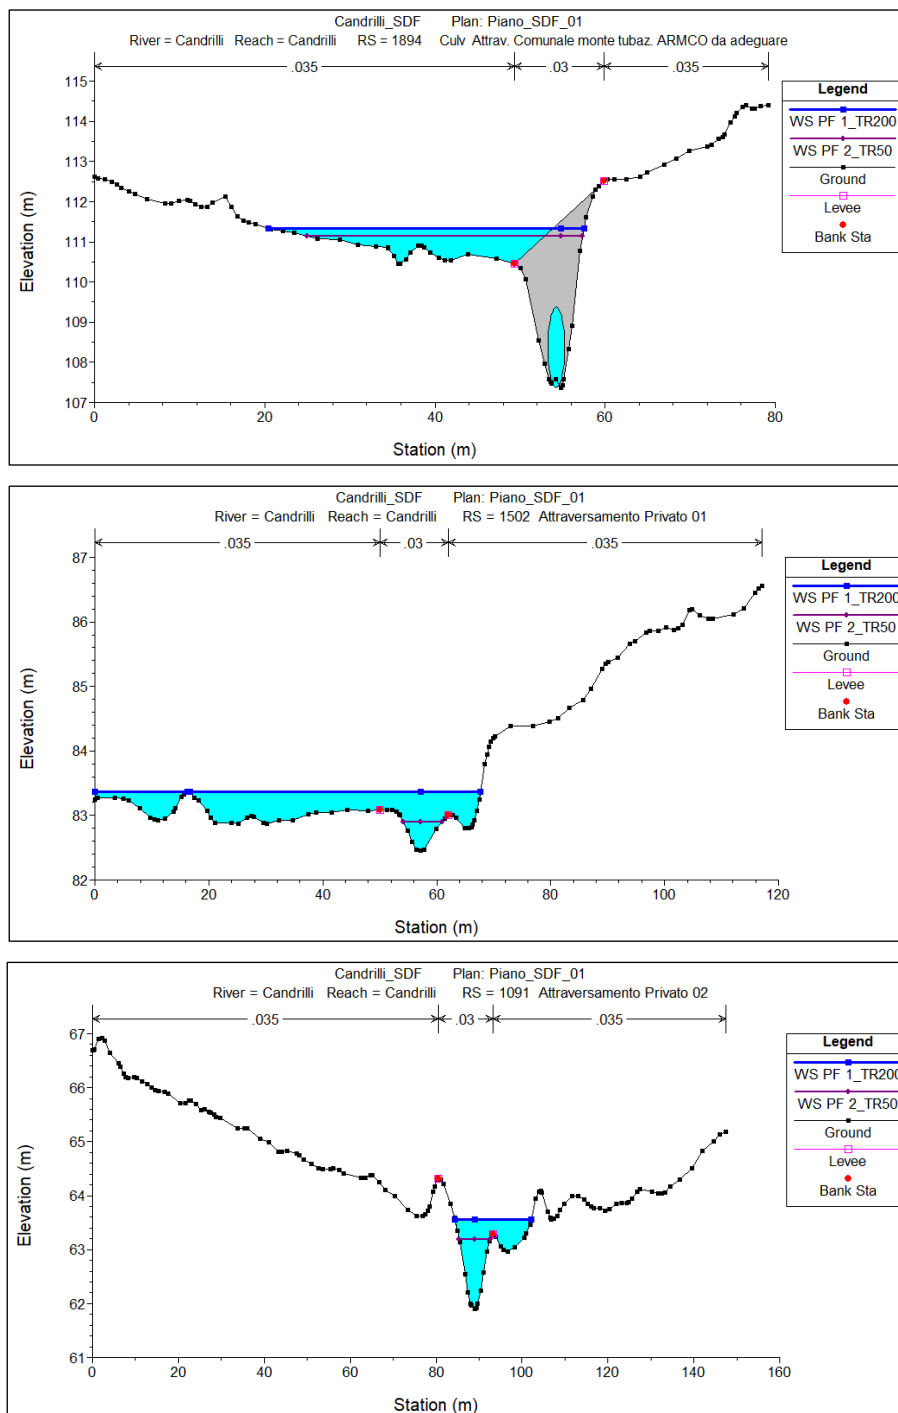 Candrilli_SDF Plan: Piano_SDF_01
River = Candrilli Reach = Candrilli RS = 1894 Culv Attrav. Comunale monte tubaz. ARMCO da adeguare
.035 .03 .035
Legend
WS PF 1_TR200
WS PF 2_TR50
Ground
Levee
Bank Sta
Elevation (m)
115
114
113
112
111
110
109
108
107
0 20 40 60 80
Station (m)
Candrilli_SDF Plan: Piano_SDF_01
River = Candrilli Reach = Candrilli RS = 1502 Attraversamento Privato 01
.035 .03 .035
Legend
WS PF 1_TR200
WS PF 2_TR50
Ground
Levee
Bank Sta
Elevation (m)
87
86
85
84
83
82
0 20 40 60 80 100 120
Station (m)
Candrilli_SDF Plan: Piano_SDF_01
River = Candrilli Reach = Candrilli RS = 1091 Attraversamento Privato 02
.035 .03 .035
Legend
WS PF 1_TR200
WS PF 2_TR50
Ground
Levee
Bank Sta
Elevation (m)
67
66
65
64
63
62
61
0 20 40 60 80 100 120 140 160
Station (m)